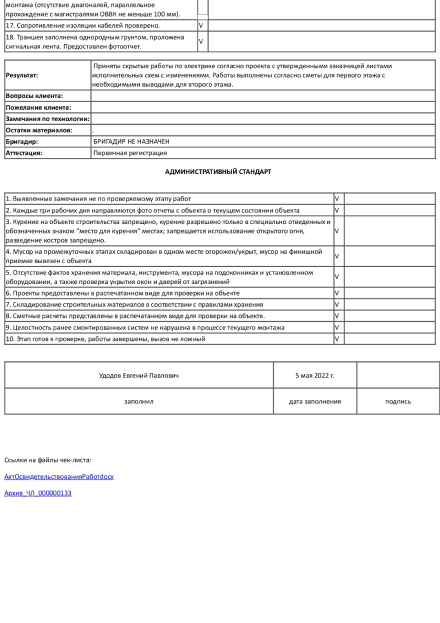 монтажа (отсутствие диагоналей, параллельное
прохождение с магистралями ОВВК не меньше 100 мм).
17. Сопротивление изоляции кабелей проверено. V
18. Траншея заполнена однородным грунтом, проложена
сигнальная лента. Предоставлен фотоотчет. V
Результат: Приняты скрытые работы по электрике согласно проекта с утвержденными заказчицей листами
исполнительных схем с изменениями. Работы выполнены согласно сметы для первого этажа с
необходимыми выводами для второго этажа.
Вопросы клиента:
Пожелания клиента:
Замечания по технологии:
Остатки материалов: .
Бригадир: БРИГАДИР НЕ НАЗНАЧЕН
Аттестация: Первичная регистрация
АДМИНИСТРАТИВНЫЙ СТАНДАРТ
1. Выявленные замечания не по проверяемому этапу работ V
2. Каждые три рабочих дня направляются фото отчеты с объекта о текущем состоянии объекта V
3. Курение на объекте строительства запрещено, курение разрешено только в специально отведенных и
обозначенных знаком "место для курения" местах; запрещается использование открытого огня, V
разведение костров запрещено.
4. Мусор на промежуточных этапах складирован в одном месте огорожен/укрыт, мусор на финишной
приемке вывезен с объекта V
5. Отсутствие фактов хранения материала, инструмента, мусора на подоконниках и установленном
оборудовании, а также проверка укрытия окон и дверей от загрязнений V
6. Проекты предоставлены в распечатанном виде для проверки на объекте V
7. Складирование строительных материалов в соответствии с правилами хранения V
8. Сметные расчеты представлены в распечатанном виде для проверки на объекте. V
9. Целостность ранее смонтированных систем не нарушена в процессе текущего монтажа V
10. Этап готов к проверке, работы завершены, вызов не ложный V
Удодов Евгений Павлович 5 мая 2022 г.
заполнил дата заполнения подпись
Ссылки на файлы чек-листа:
АктОсвидетельствованияРаботdocx
Архив_ЧЛ_000000133